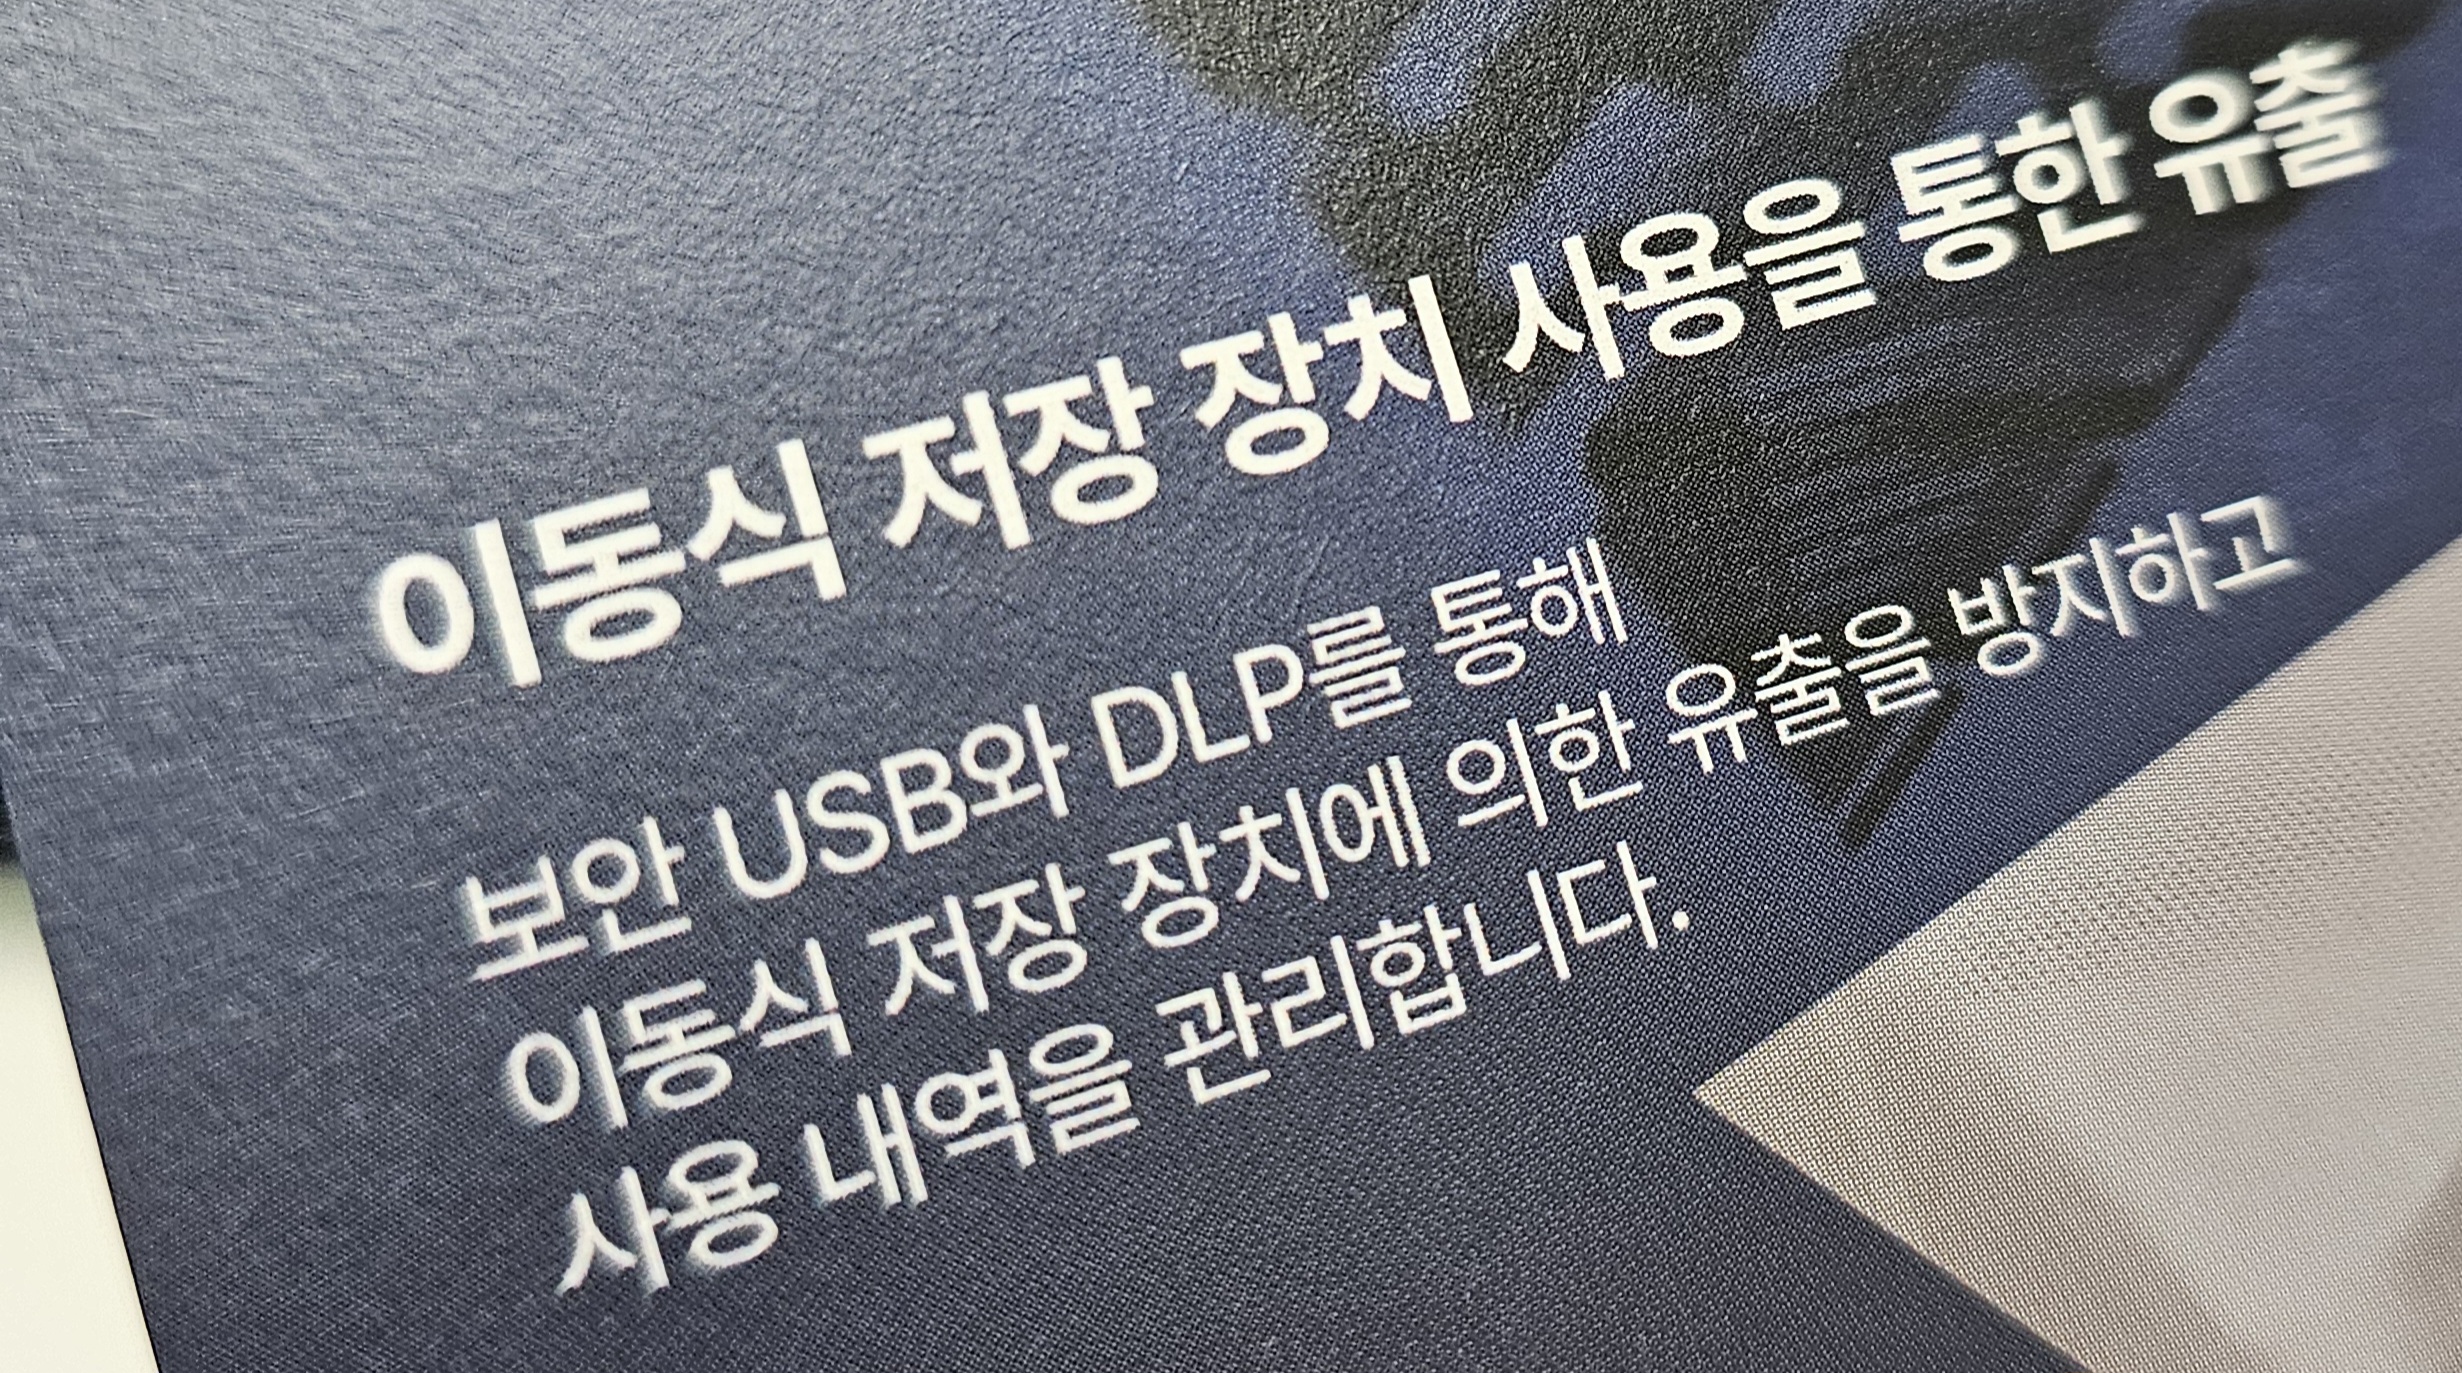 이동식 저장 장치 사용을 통한 유출
보안 USB와 DLP를 통해
이동식 저장 장치에 의한 유출을 방지하고
사용 내역을 관리합니다.